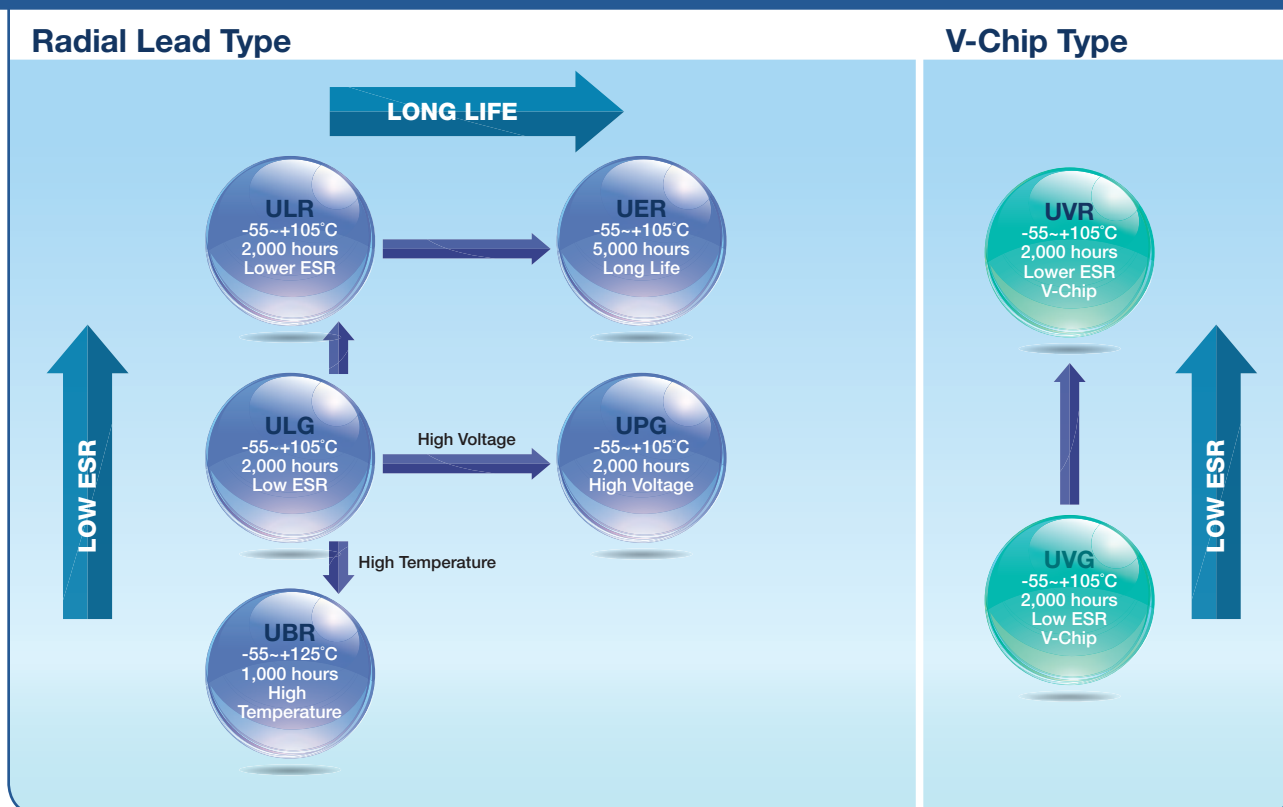 Radial Lead Type
V-Chip Type
LONG LIFE
ULR
-55~+105°C
2,000 hours
Lower ESR
UER
-55~+105°C
5,000 hours
Long Life
LOW ESR
ULG
-55~+105°C
2,000 hours
Low ESR
High Voltage
UPG
-55~+105°C
2,000 hours
High Voltage
High Temperature
UBR
-55~+125°C
1,000 hours
High
Temperature
UVR
-55~+105°C
2,000 hours
Lower ESR
V-Chip
LOW ESR
UVG
-55~+105°C
2,000 hours
Low ESR
V-Chip